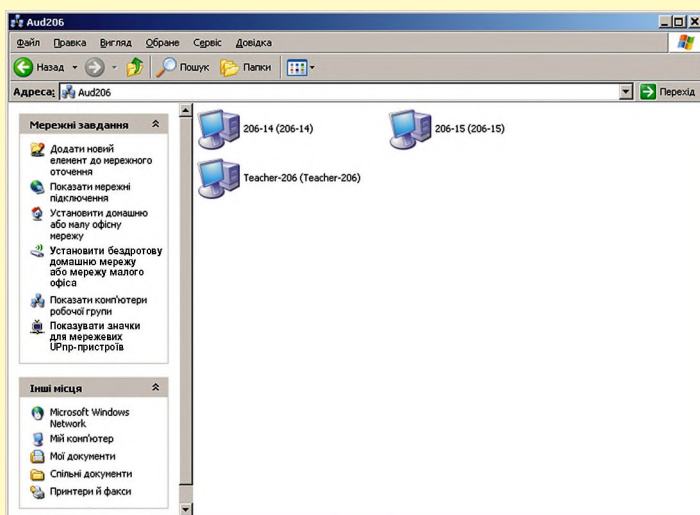 Aud206
Файл Правка Вигляд Обране Сервіс Довідка
Назад Пошук Папки
Адреса: Aud206 Перехід
Мережні завдання
Додати новий
елемент до мережного
оточення
Показати мережні
підключення
Установити домашню
або малу офісну
мережу
Установити бездротову
домашню мережу
або мережу малого
офіса
Показати комп'ютери
робочої групи
Показувати значки
для мережевих
UPnp-пристроїв
Інші місця
Microsoft Windows
Network
Мій комп'ютер
Мої документи
Спільні документи
Принтери й факси
206-14 (206-14)
206-15 (206-15)
Teacher-206 (Teacher-206)